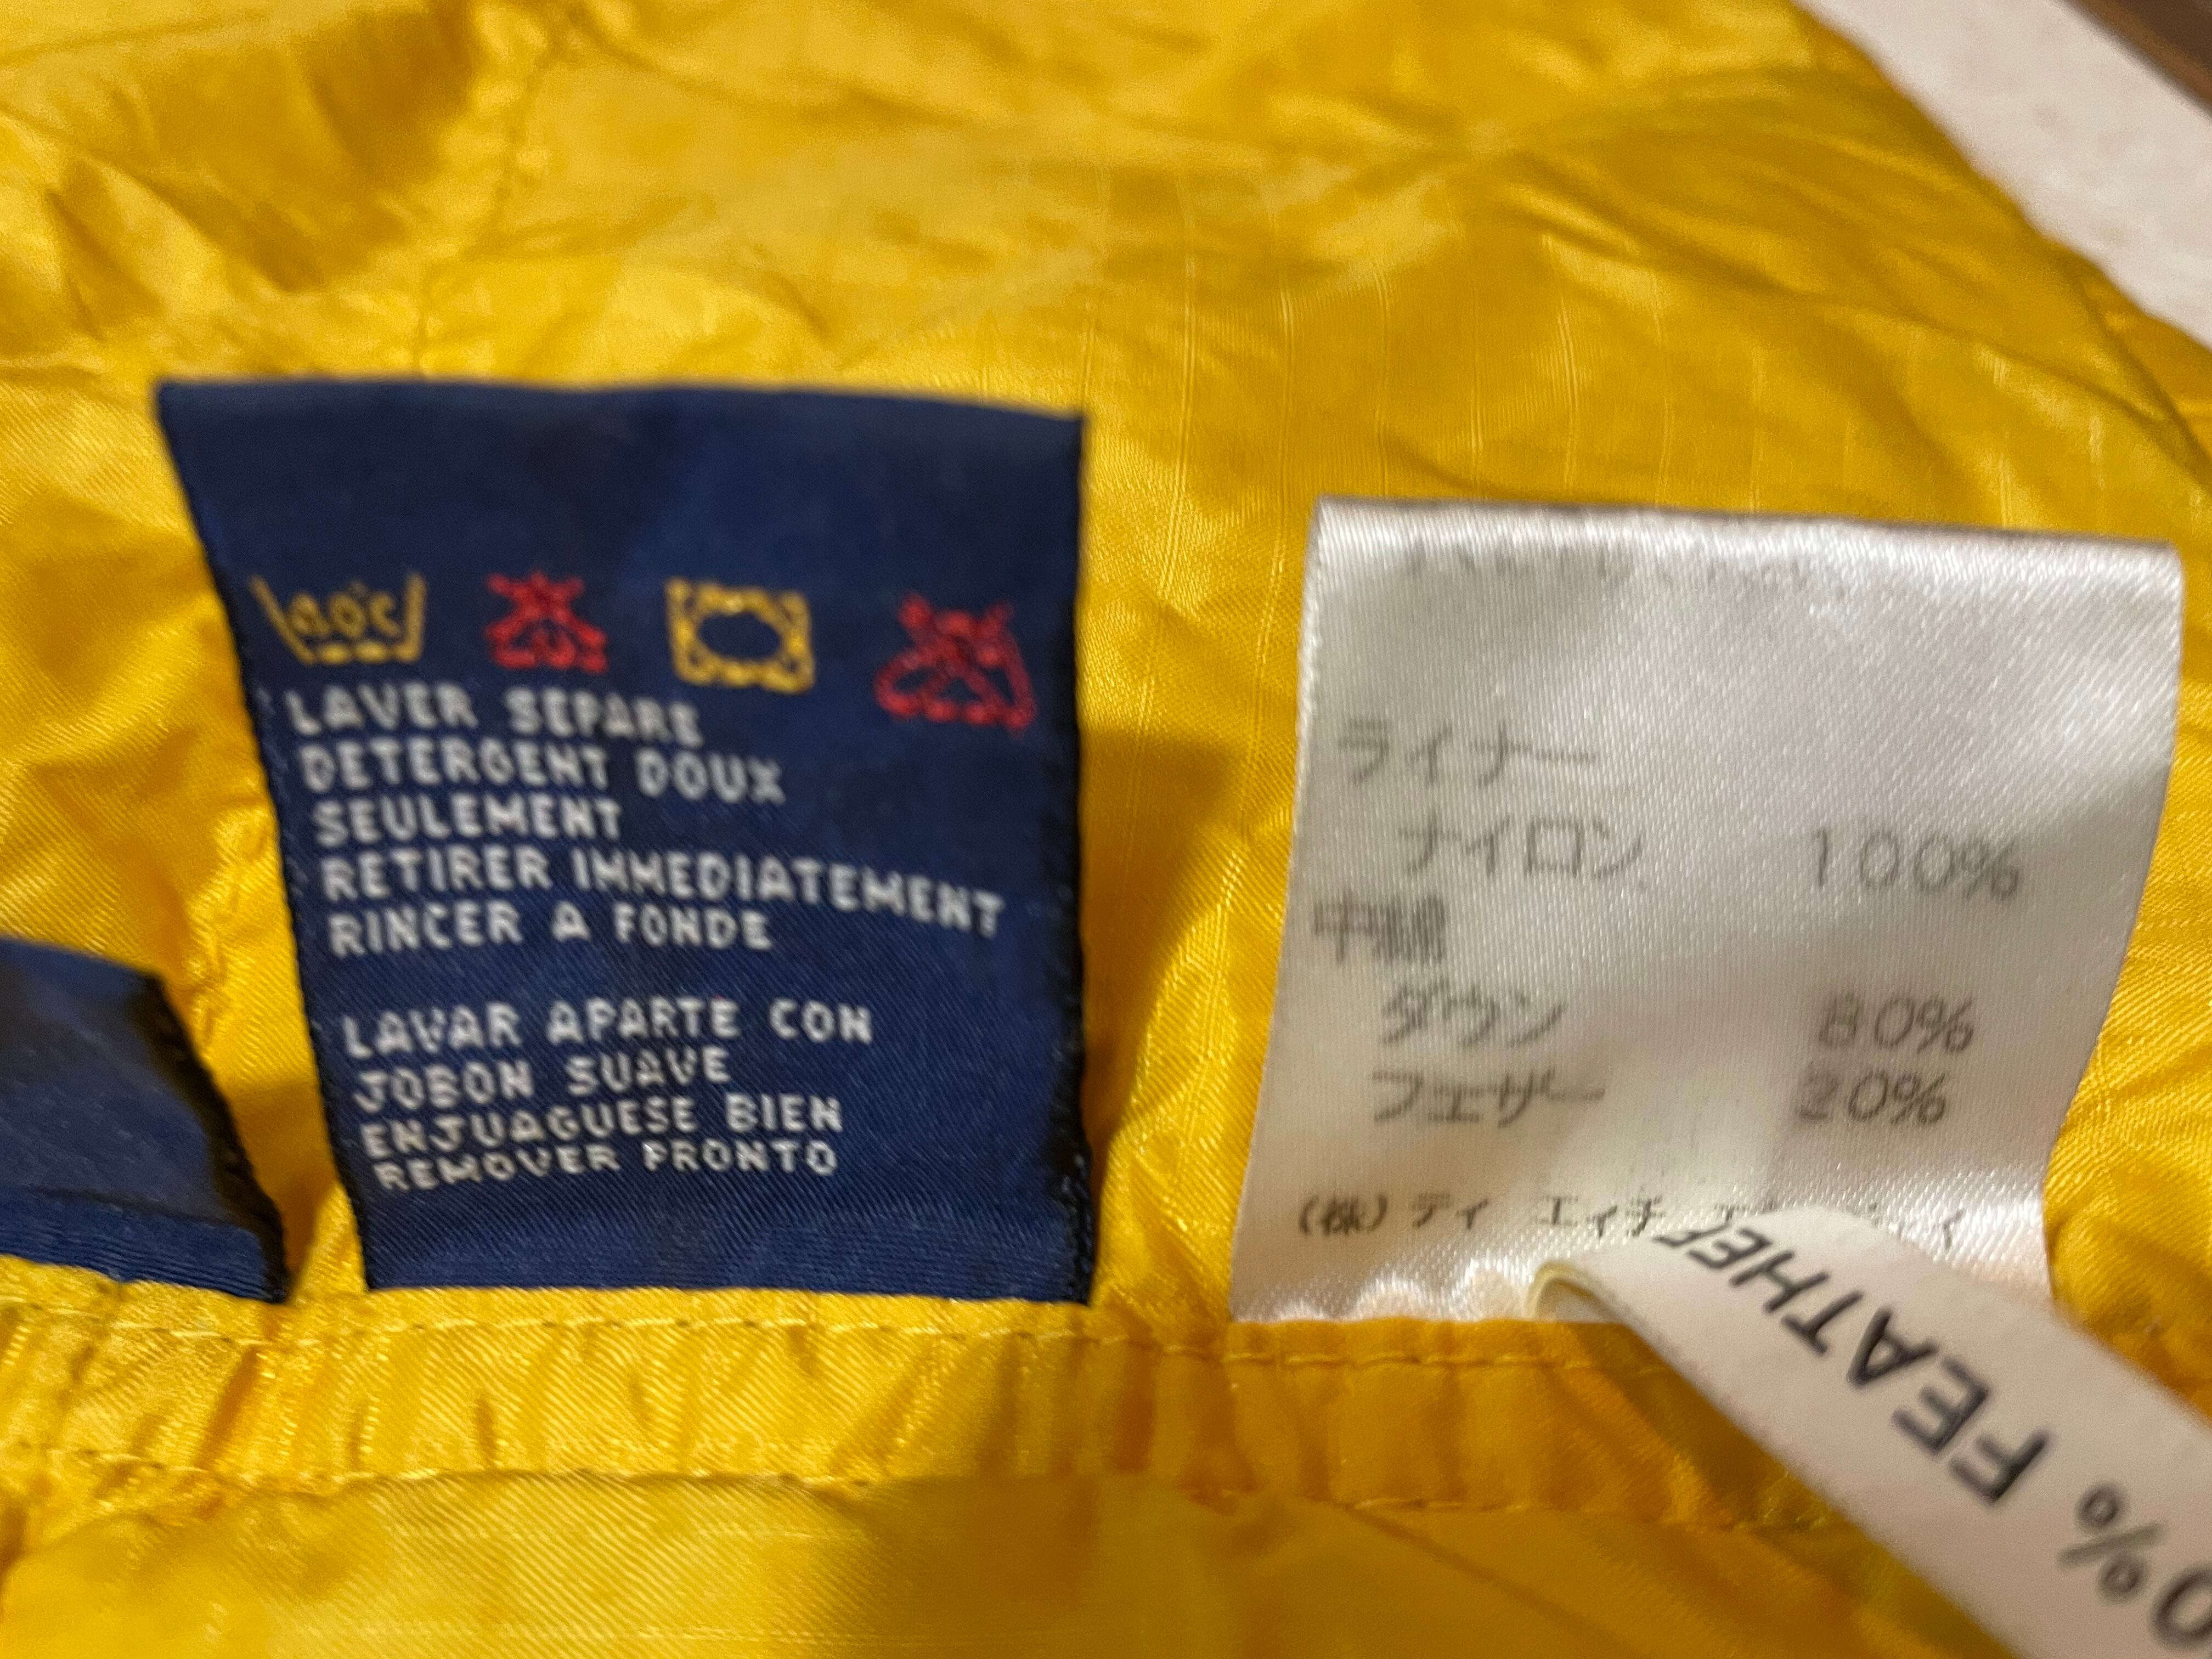 40°C
LAVER SEPARE
DETERGENT DOUX
SEULEMENT
RETIRER IMMEDIATEMENT
RINCER A FONDE
LAVAR APARTE CON
JOBON SUAVE
ENJUAGUESE BIEN
REMOVER PRONTO
ライナー
ナイロン 100%
中綿
ダウン 80%
フェザー 20%
(株)ティ エィチ
% FEATHER